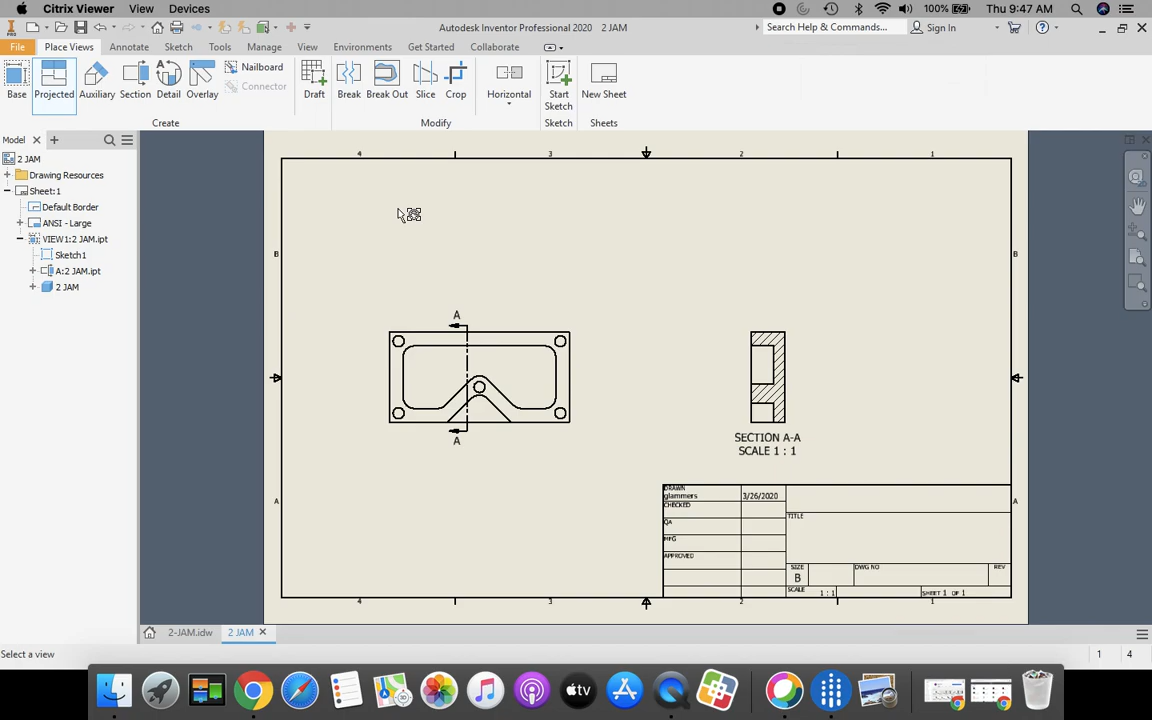 Citrix Viewer View Devices 100% Thu 9:47 AM
Autodesk Inventor Professional 2020 2 JAM Search Help & Commands... Sign In
File Place Views Annotate Sketch Tools Manage View Environments Get Started Collaborate
Base Projected Auxiliary Section Detail Overlay Nailboard Connector Draft Break Break Out Slice Crop Horizontal Start Sketch New Sheet
Create Modify Sketch Sheets
Model
2 JAM
Drawing Resources
Sheet:1
Default Border
ANSI - Large
VIEW1:2 JAM.ipt
Sketch1
A:2 JAM.ipt
2 JAM
4 3 2 1
B B
A
A
SECTION A-A
SCALE 1 : 1
A A
DRAWN
glammers 3/26/2020
CHECKED
QA
MFG
APPROVED
TITLE
SIZE
B
DWG NO
REV
SCALE
1 : 1
SHEET 1 OF 1
4 3 2 1
2-JAM.idw 2 JAM
Select a view 1 4
tv